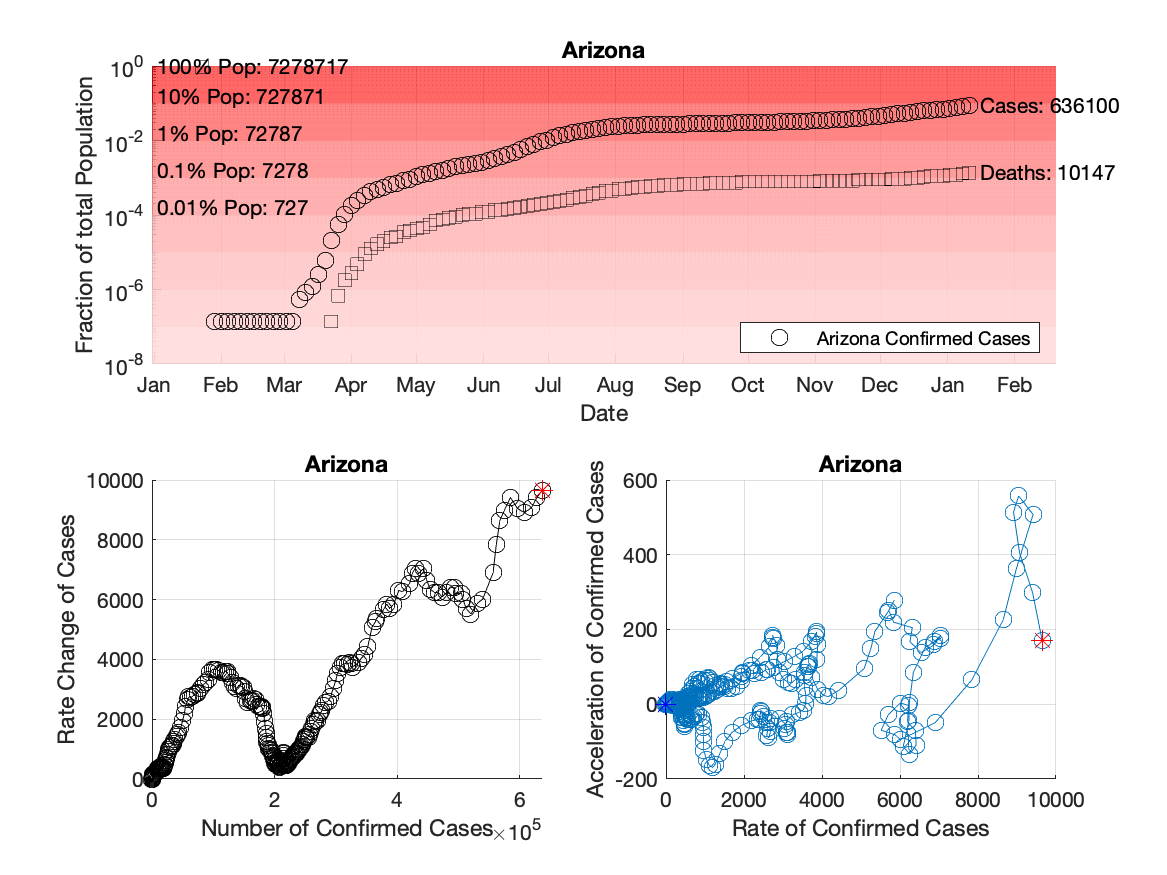 Arizona
10^0
10^-2
10^-4
10^-6
10^-8
Fraction of total Population
100% Pop: 7278717
10% Pop: 727871
1% Pop: 72787
0.1% Pop: 7278
0.01% Pop: 727
Cases: 636100
Deaths: 10147
Arizona Confirmed Cases
Jan Feb Mar Apr May Jun Jul Aug Sep Oct Nov Dec Jan Feb
Date
Arizona
10000
8000
6000
4000
2000
0
Rate Change of Cases
0 2 4 6
Number of Confirmed Cases ×10^5
Arizona
600
400
200
0
-200
Acceleration of Confirmed Cases
0 2000 4000 6000 8000 10000
Rate of Confirmed Cases